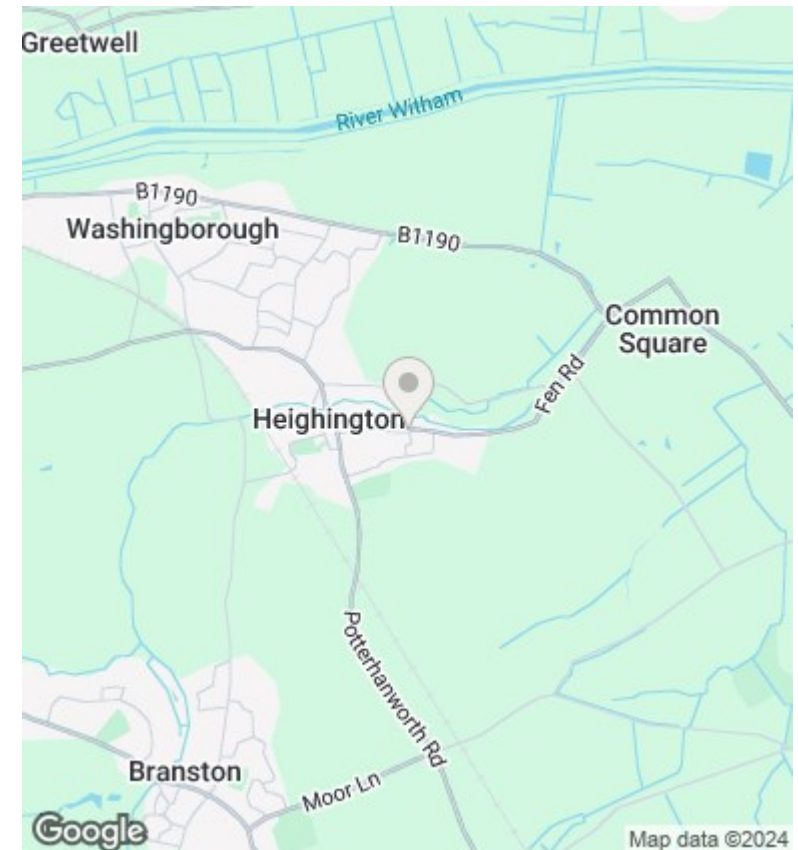 Greetwell
River Witham
B1190
Washingborough
B1190
Common
Square
Fen Rd
Heighington
Potterhanworth Rd
Branston
Moor Ln
Google
Map data ©2024